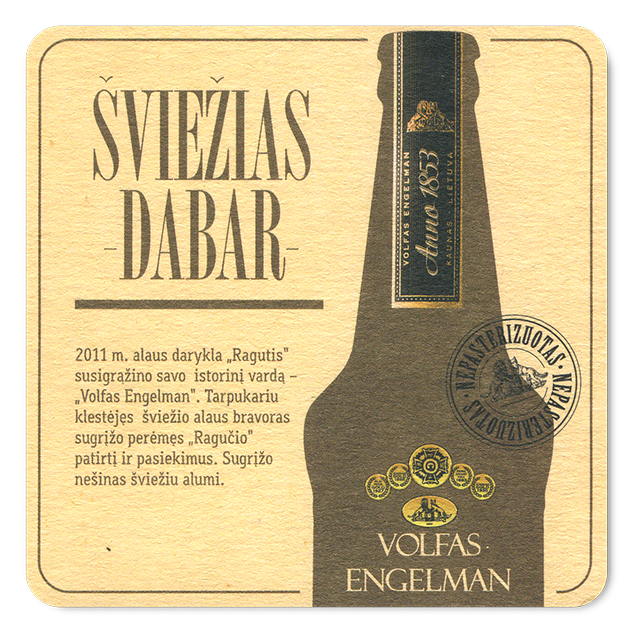 ŠVIEŽIAS
-DABAR-
2011 m. alaus darykla „Ragutis"
susigrąžino savo istorinį vardą –
„Volfas Engelman". Tarpukariu
klestėjęs šviežio alaus bravoras
sugrįžo perėmęs „Ragučio"
patirtį ir pasiekimus. Sugrįžo
nešinas šviežiu alumi.
VOLFAS ENGELMAN
Anno 1853
KAUNAS - LIETUVA
NEPASTERIZUOTAS · NEPASTERIZUOTAS ·
VOLFAS·
ENGELMAN